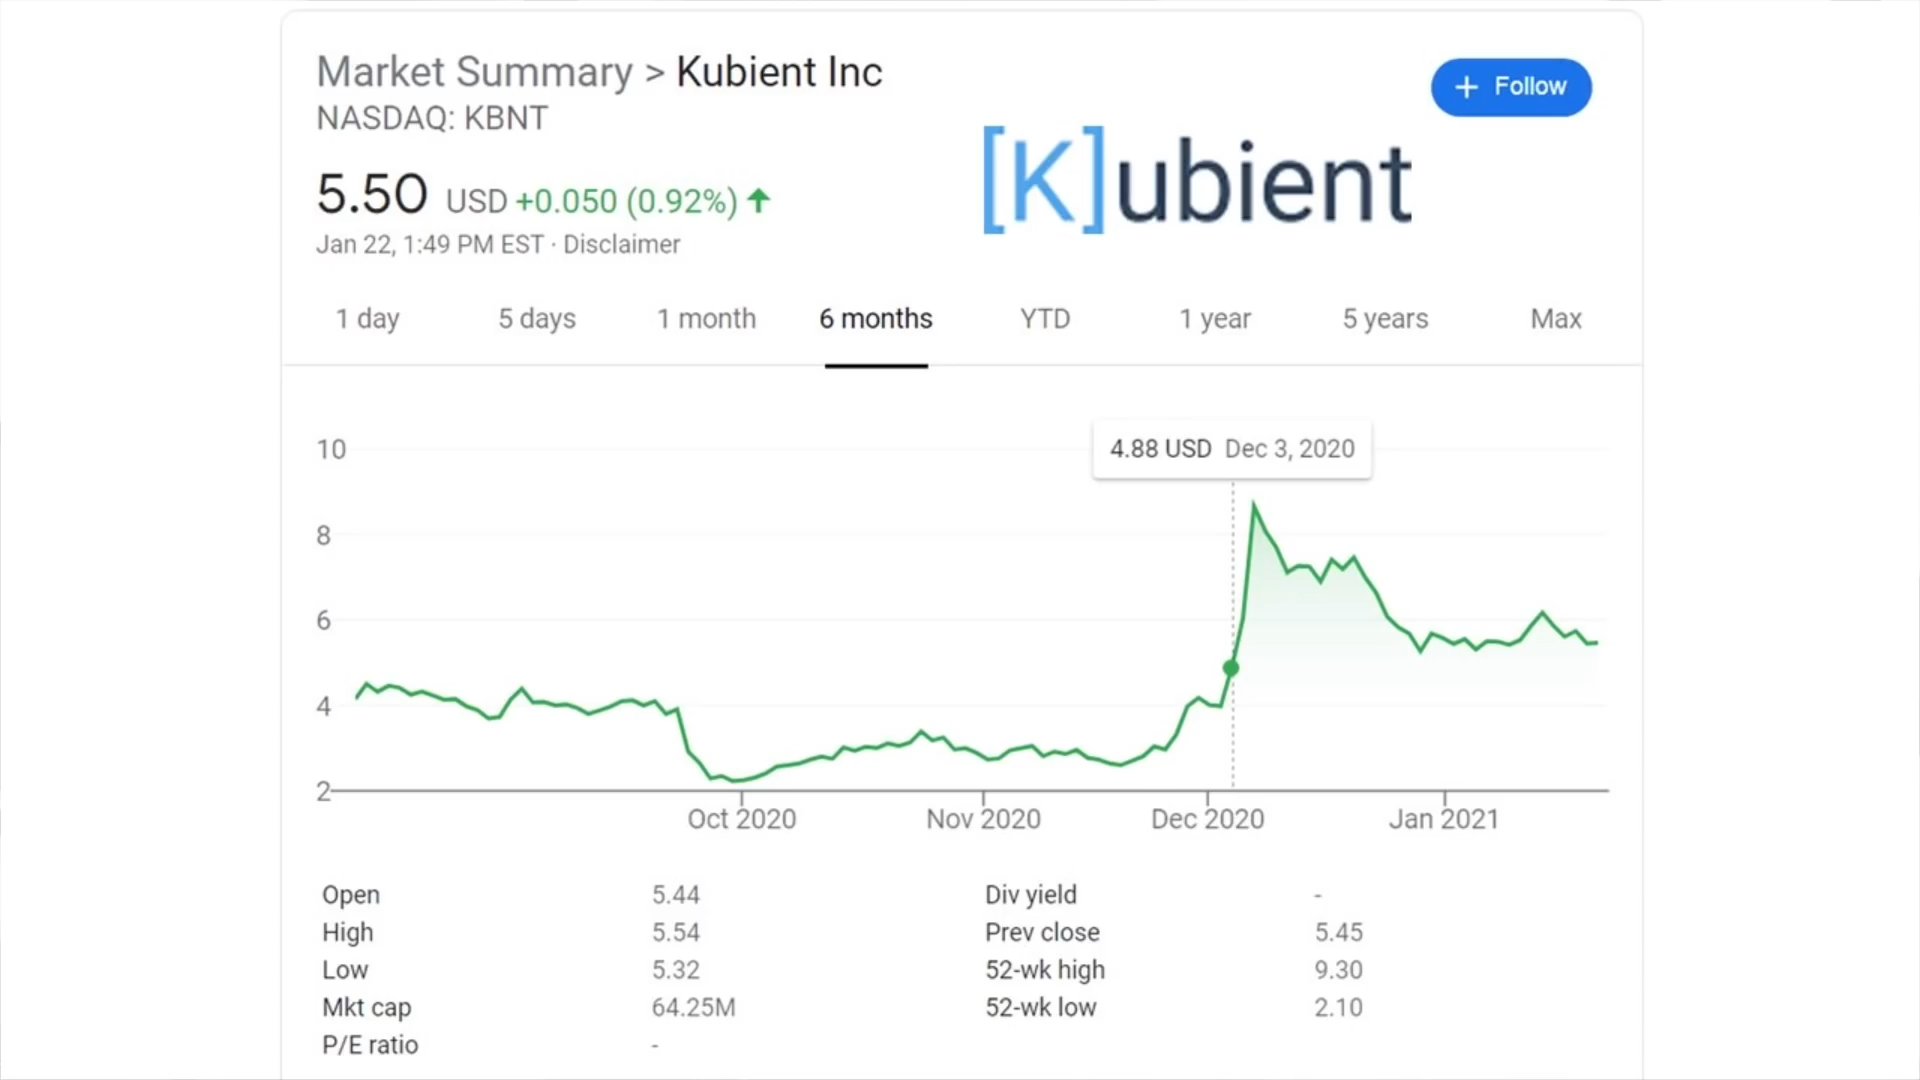 Market Summary > Kubient Inc
+ Follow
NASDAQ: KBNT
[K]ubient
5.50 USD +0.050 (0.92%)
Jan 22, 1:49 PM EST · Disclaimer
1 day 5 days 1 month 6 months YTD 1 year 5 years Max
4.88 USD Dec 3, 2020
10
8
6
4
2
Oct 2020 Nov 2020 Dec 2020 Jan 2021
Open 5.44 Div yield -
High 5.54 Prev close 5.45
Low 5.32 52-wk high 9.30
Mkt cap 64.25M 52-wk low 2.10
P/E ratio -